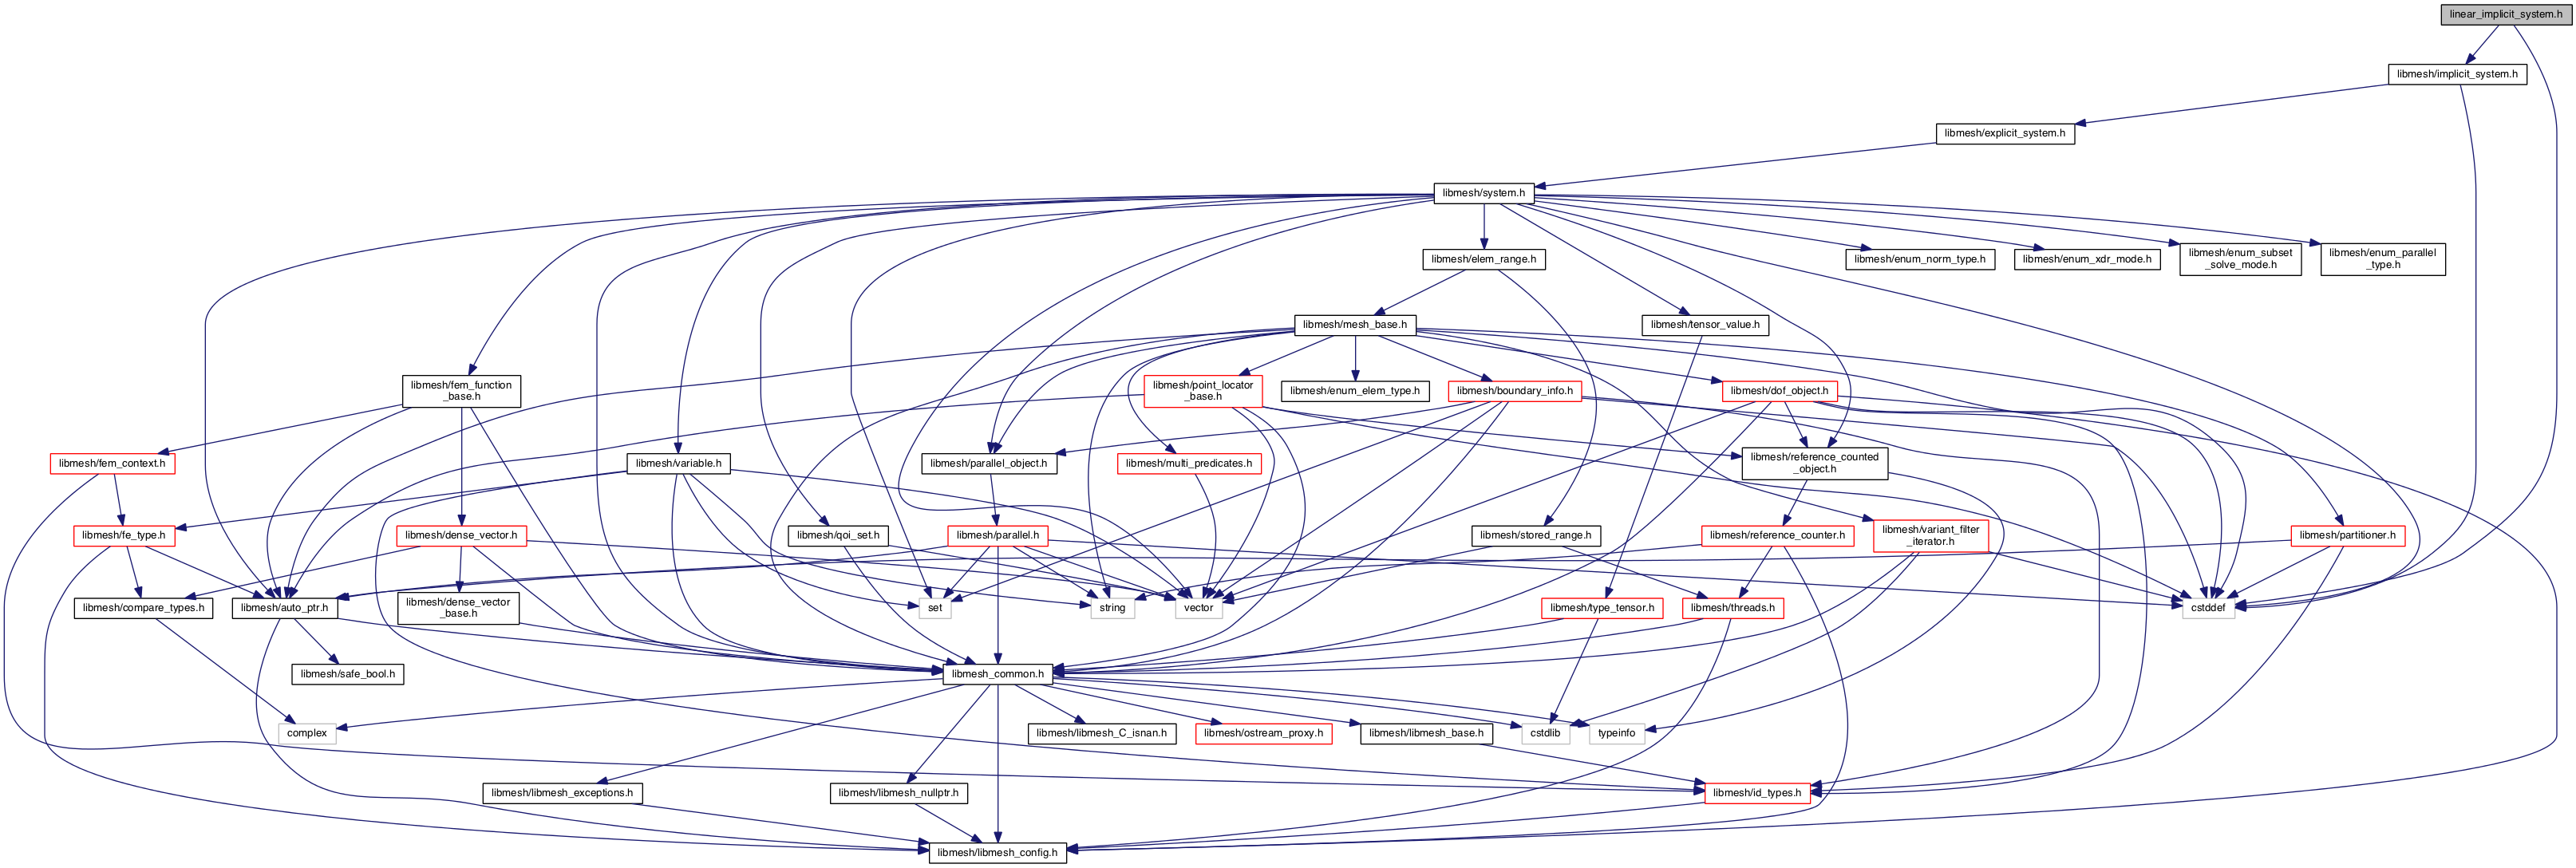 linear_implicit_system.h
libmesh/implicit_system.h
libmesh/explicit_system.h
libmesh/system.h
libmesh/elem_range.h
libmesh/enum_norm_type.h
libmesh/enum_xdr_mode.h
libmesh/enum_subset
_solve_mode.h
libmesh/enum_parallel
_type.h
libmesh/mesh_base.h
libmesh/tensor_value.h
libmesh/fem_function
_base.h
libmesh/point_locator
_base.h
libmesh/enum_elem_type.h
libmesh/boundary_info.h
libmesh/dof_object.h
libmesh/fem_context.h
libmesh/variable.h
libmesh/parallel_object.h
libmesh/multi_predicates.h
libmesh/reference_counted
_object.h
libmesh/fe_type.h
libmesh/dense_vector.h
libmesh/qoi_set.h
libmesh/parallel.h
libmesh/stored_range.h
libmesh/reference_counter.h
libmesh/variant_filter
_iterator.h
libmesh/partitioner.h
libmesh/compare_types.h
libmesh/auto_ptr.h
libmesh/dense_vector
_base.h
set
string
vector
libmesh/type_tensor.h
libmesh/threads.h
cstddef
libmesh/safe_bool.h
libmesh_common.h
complex
libmesh/libmesh_C_isnan.h
libmesh/ostream_proxy.h
libmesh/libmesh_base.h
cstdlib
typeinfo
libmesh/libmesh_exceptions.h
libmesh/libmesh_nullptr.h
libmesh/id_types.h
libmesh/libmesh_config.h